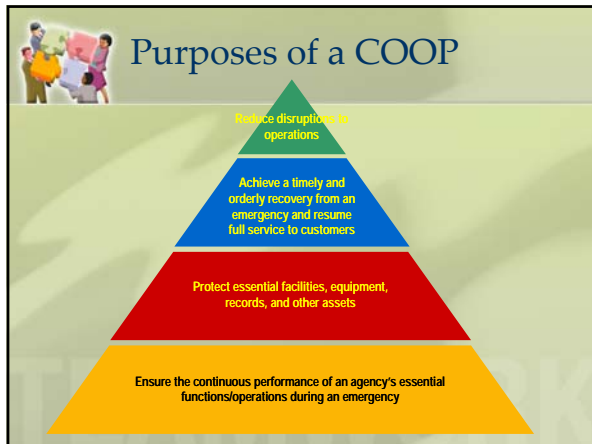 Purposes of a COOP
Reduce disruptions to
operations
Achieve a timely and
orderly recovery from an
emergency and resume
full service to customers
Protect essential facilities, equipment,
records, and other assets
Ensure the continuous performance of an agency's essential
functions/operations during an emergency